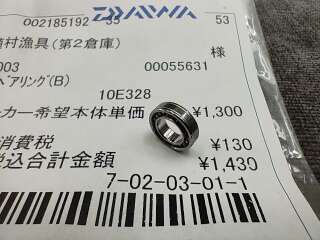 DAIWA
002185192 35 53
村漁具(第2倉庫) 様
003 00055631
ベアリング(B)
10E328
カー希望本体単価 ¥1,300
消費税 ¥130
込合計金額 ¥1,430
7-02-03-01-1